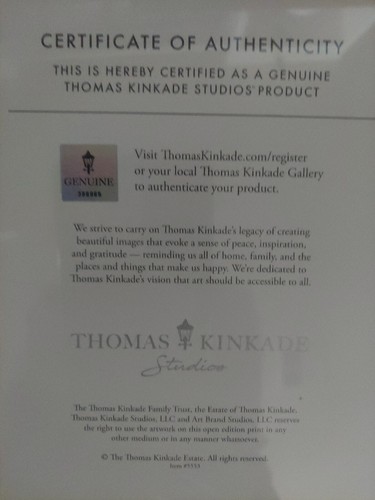 CERTIFICATE OF AUTHENTICITY
THIS IS HEREBY CERTIFIED AS A GENUINE
THOMAS KINKADE STUDIOS® PRODUCT
GENUINE
Visit ThomasKinkade.com/register
or your local Thomas Kinkade Gallery
to authenticate your product.
We strive to carry on Thomas Kinkade's legacy of creating
beautiful images that evoke a sense of peace, inspiration,
and gratitude — reminding us all of home, family, and the
places and things that make us happy. We're dedicated to
Thomas Kinkade's vision that art should be accessible to all.
THOMAS KINKADE
Studios
The Thomas Kinkade Family Trust, the Estate of Thomas Kinkade,
Thomas Kinkade Studios, LLC and Art Brand Studios, LLC reserves
the right to use the artwork on this open edition print in any
other medium or in any manner whatsoever.
© The Thomas Kinkade Estate. All rights reserved.
Item #5553